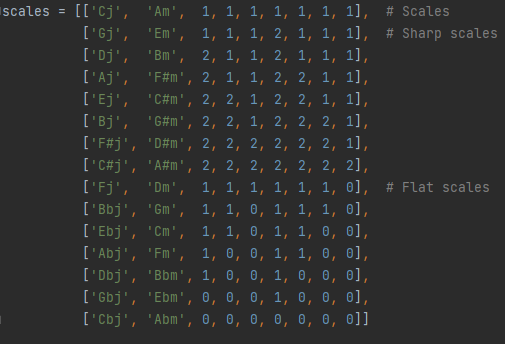 scales = [['Cj', 'Am', 1, 1, 1, 1, 1, 1, 1], # Scales
['Gj', 'Em', 1, 1, 1, 2, 1, 1, 1], # Sharp scales
['Dj', 'Bm', 2, 1, 1, 2, 1, 1, 1],
['Aj', 'F#m', 2, 1, 1, 2, 2, 1, 1],
['Ej', 'C#m', 2, 2, 1, 2, 2, 1, 1],
['Bj', 'G#m', 2, 2, 1, 2, 2, 2, 1],
['F#j', 'D#m', 2, 2, 2, 2, 2, 2, 1],
['C#j', 'A#m', 2, 2, 2, 2, 2, 2, 2],
['Fj', 'Dm', 1, 1, 1, 1, 1, 1, 0], # Flat scales
['Bbj', 'Gm', 1, 1, 0, 1, 1, 1, 0],
['Ebj', 'Cm', 1, 1, 0, 1, 1, 0, 0],
['Abj', 'Fm', 1, 0, 0, 1, 1, 0, 0],
['Dbj', 'Bbm', 1, 0, 0, 1, 0, 0, 0],
['Gbj', 'Ebm', 0, 0, 0, 1, 0, 0, 0],
['Cbj', 'Abm', 0, 0, 0, 0, 0, 0, 0]]